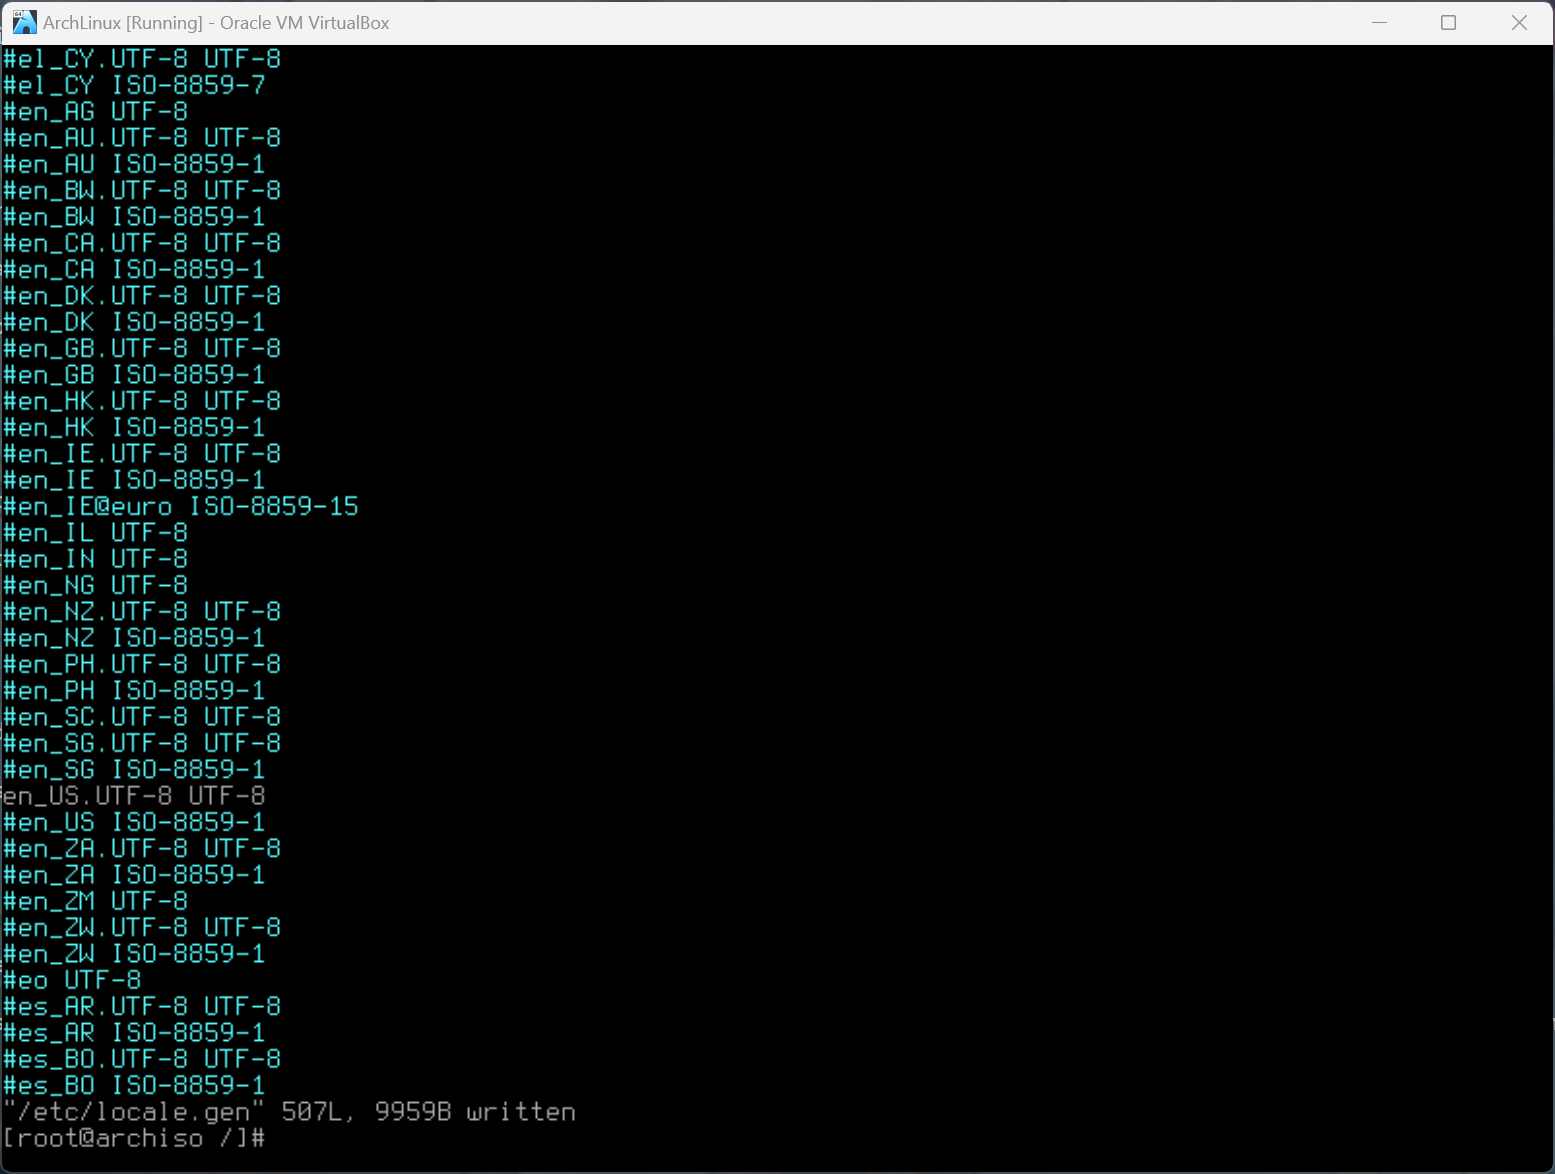 ArchLinux [Running] - Oracle VM VirtualBox
#el_CY.UTF-8 UTF-8
#el_CY ISO-8859-7
#en_AG UTF-8
#en_AU.UTF-8 UTF-8
#en_AU ISO-8859-1
#en_BW.UTF-8 UTF-8
#en_BW ISO-8859-1
#en_CA.UTF-8 UTF-8
#en_CA ISO-8859-1
#en_DK.UTF-8 UTF-8
#en_DK ISO-8859-1
#en_GB.UTF-8 UTF-8
#en_GB ISO-8859-1
#en_HK.UTF-8 UTF-8
#en_HK ISO-8859-1
#en_IE.UTF-8 UTF-8
#en_IE ISO-8859-1
#en_IE@euro ISO-8859-15
#en_IL UTF-8
#en_IN UTF-8
#en_NG UTF-8
#en_NZ.UTF-8 UTF-8
#en_NZ ISO-8859-1
#en_PH.UTF-8 UTF-8
#en_PH ISO-8859-1
#en_SC.UTF-8 UTF-8
#en_SG.UTF-8 UTF-8
#en_SG ISO-8859-1
en_US.UTF-8 UTF-8
#en_US ISO-8859-1
#en_ZA.UTF-8 UTF-8
#en_ZA ISO-8859-1
#en_ZM UTF-8
#en_ZW.UTF-8 UTF-8
#en_ZW ISO-8859-1
#eo UTF-8
#es_AR.UTF-8 UTF-8
#es_AR ISO-8859-1
#es_BO.UTF-8 UTF-8
#es_BO ISO-8859-1
"/etc/locale.gen" 507L, 9959B written
[root@archiso /]#